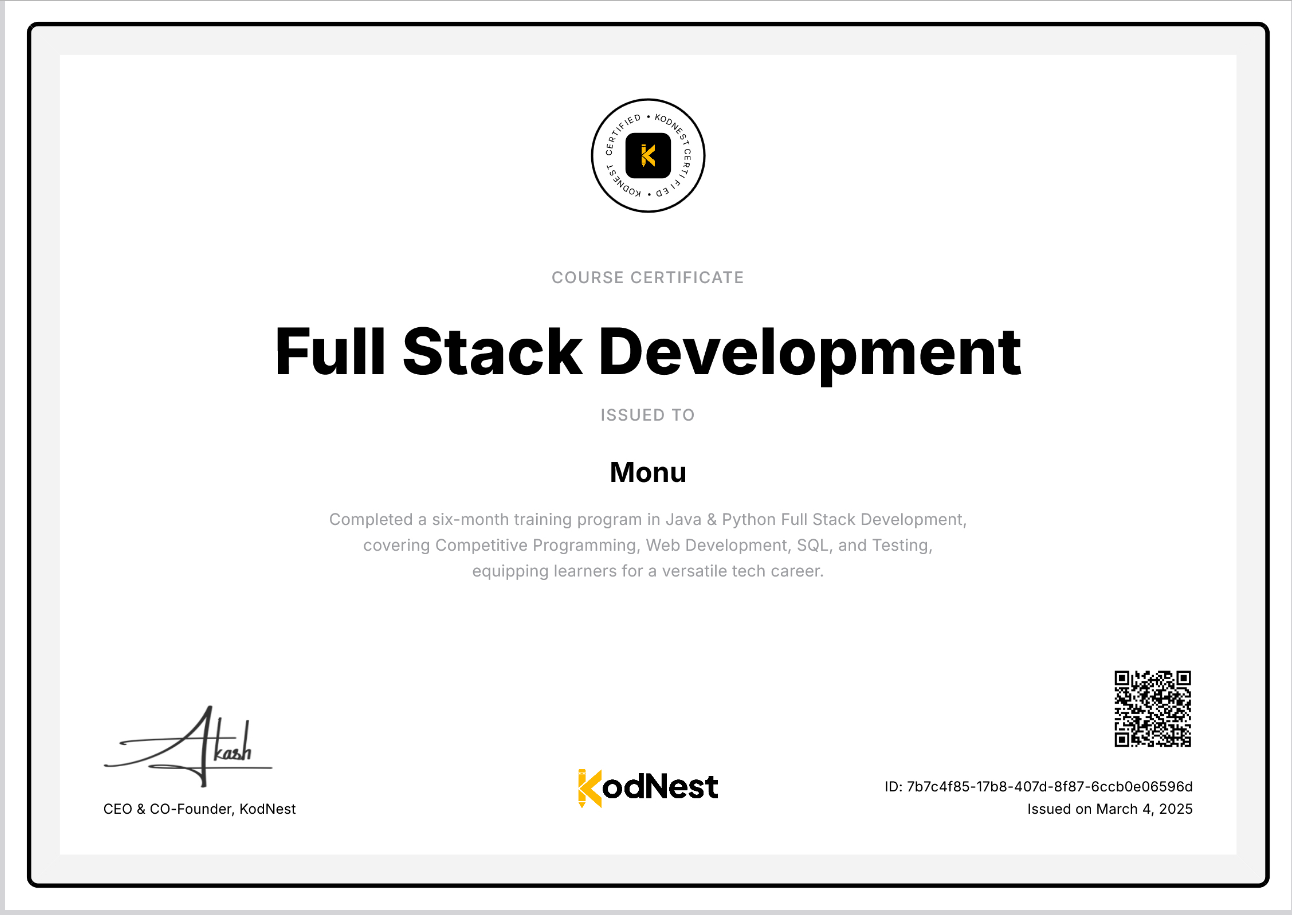 KODNEST CERTIFIED • KODNEST CERTIFIED •
K
COURSE CERTIFICATE
Full Stack Development
ISSUED TO
Monu
Completed a six-month training program in Java & Python Full Stack Development,
covering Competitive Programming, Web Development, SQL, and Testing,
equipping learners for a versatile tech career.
Akash
CEO & CO-Founder, KodNest
KodNest
ID: 7b7c4f85-17b8-407d-8f87-6ccb0e06596d
Issued on March 4, 2025